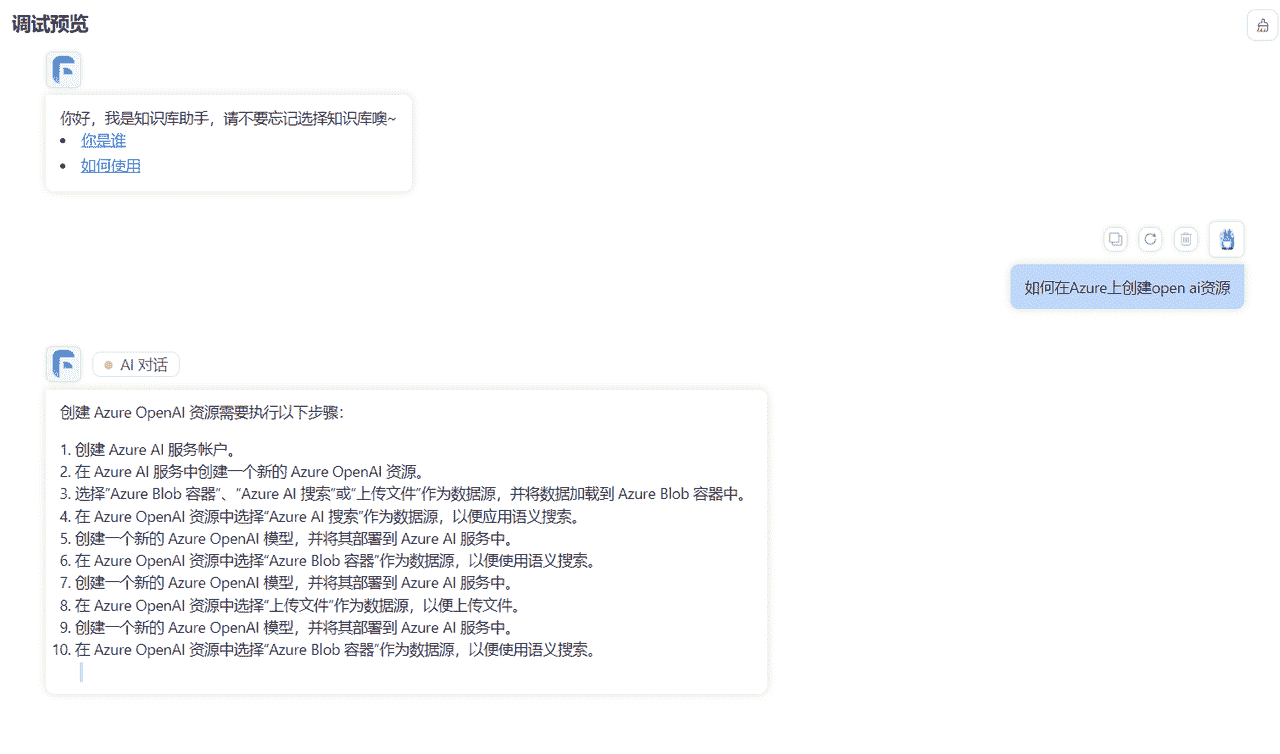 调试预览
你好，我是知识库助手，请不要忘记选择知识库噢~
• 你是谁
• 如何使用
如何在Azure上创建open ai资源
AI 对话
创建 Azure OpenAI 资源需要执行以下步骤：
1. 创建 Azure AI 服务帐户。
2. 在 Azure AI 服务中创建一个新的 Azure OpenAI 资源。
3. 选择“Azure Blob 容器”、“Azure AI 搜索”或“上传文件”作为数据源，并将数据加载到 Azure Blob 容器中。
4. 在 Azure OpenAI 资源中选择“Azure AI 搜索”作为数据源，以便应用语义搜索。
5. 创建一个新的 Azure OpenAI 模型，并将其部署到 Azure AI 服务中。
6. 在 Azure OpenAI 资源中选择“Azure Blob 容器”作为数据源，以便使用语义搜索。
7. 创建一个新的 Azure OpenAI 模型，并将其部署到 Azure AI 服务中。
8. 在 Azure OpenAI 资源中选择“上传文件”作为数据源，以便上传文件。
9. 创建一个新的 Azure OpenAI 模型，并将其部署到 Azure AI 服务中。
10. 在 Azure OpenAI 资源中选择“Azure Blob 容器”作为数据源，以便使用语义搜索。